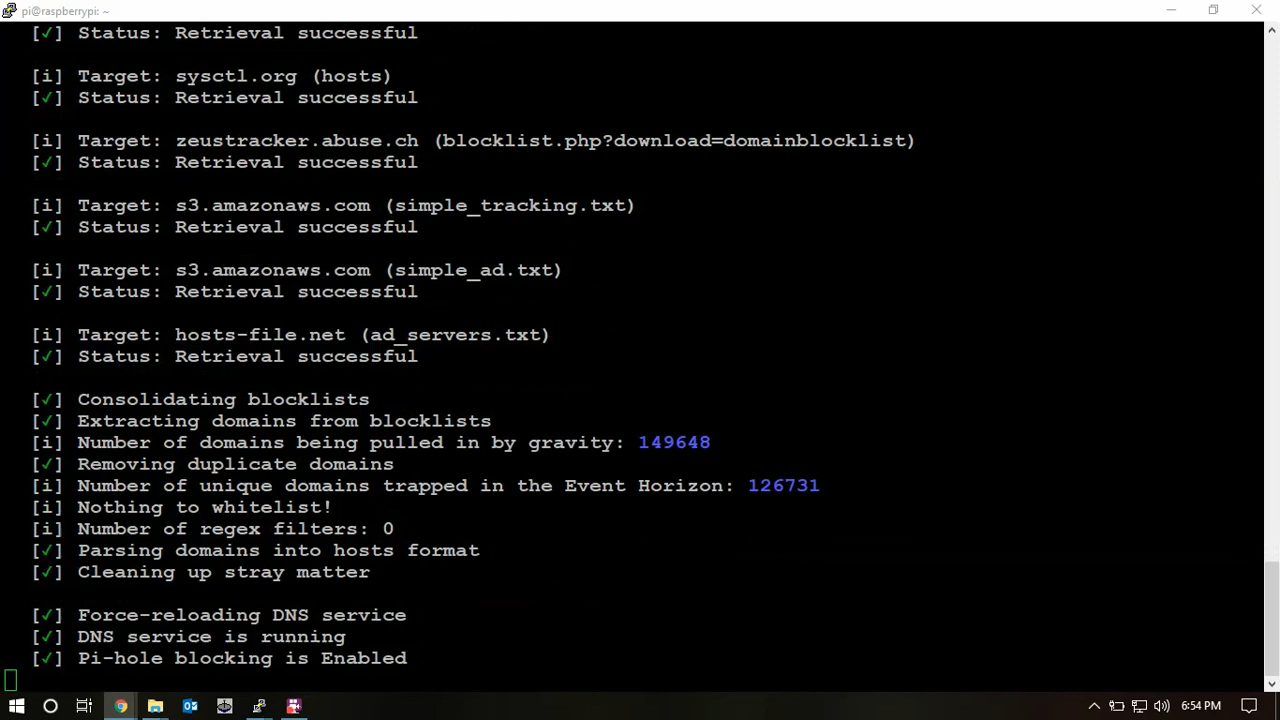 pi@raspberrypi: ~
[✓] Status: Retrieval successful
[i] Target: sysctl.org (hosts)
[✓] Status: Retrieval successful
[i] Target: zeustracker.abuse.ch (blocklist.php?download=domainblocklist)
[✓] Status: Retrieval successful
[i] Target: s3.amazonaws.com (simple_tracking.txt)
[✓] Status: Retrieval successful
[i] Target: s3.amazonaws.com (simple_ad.txt)
[✓] Status: Retrieval successful
[i] Target: hosts-file.net (ad_servers.txt)
[✓] Status: Retrieval successful
[✓] Consolidating blocklists
[✓] Extracting domains from blocklists
[i] Number of domains being pulled in by gravity: 149648
[✓] Removing duplicate domains
[i] Number of unique domains trapped in the Event Horizon: 126731
[i] Nothing to whitelist!
[i] Number of regex filters: 0
[✓] Parsing domains into hosts format
[✓] Cleaning up stray matter
[✓] Force-reloading DNS service
[✓] DNS service is running
[✓] Pi-hole blocking is Enabled
6:54 PM